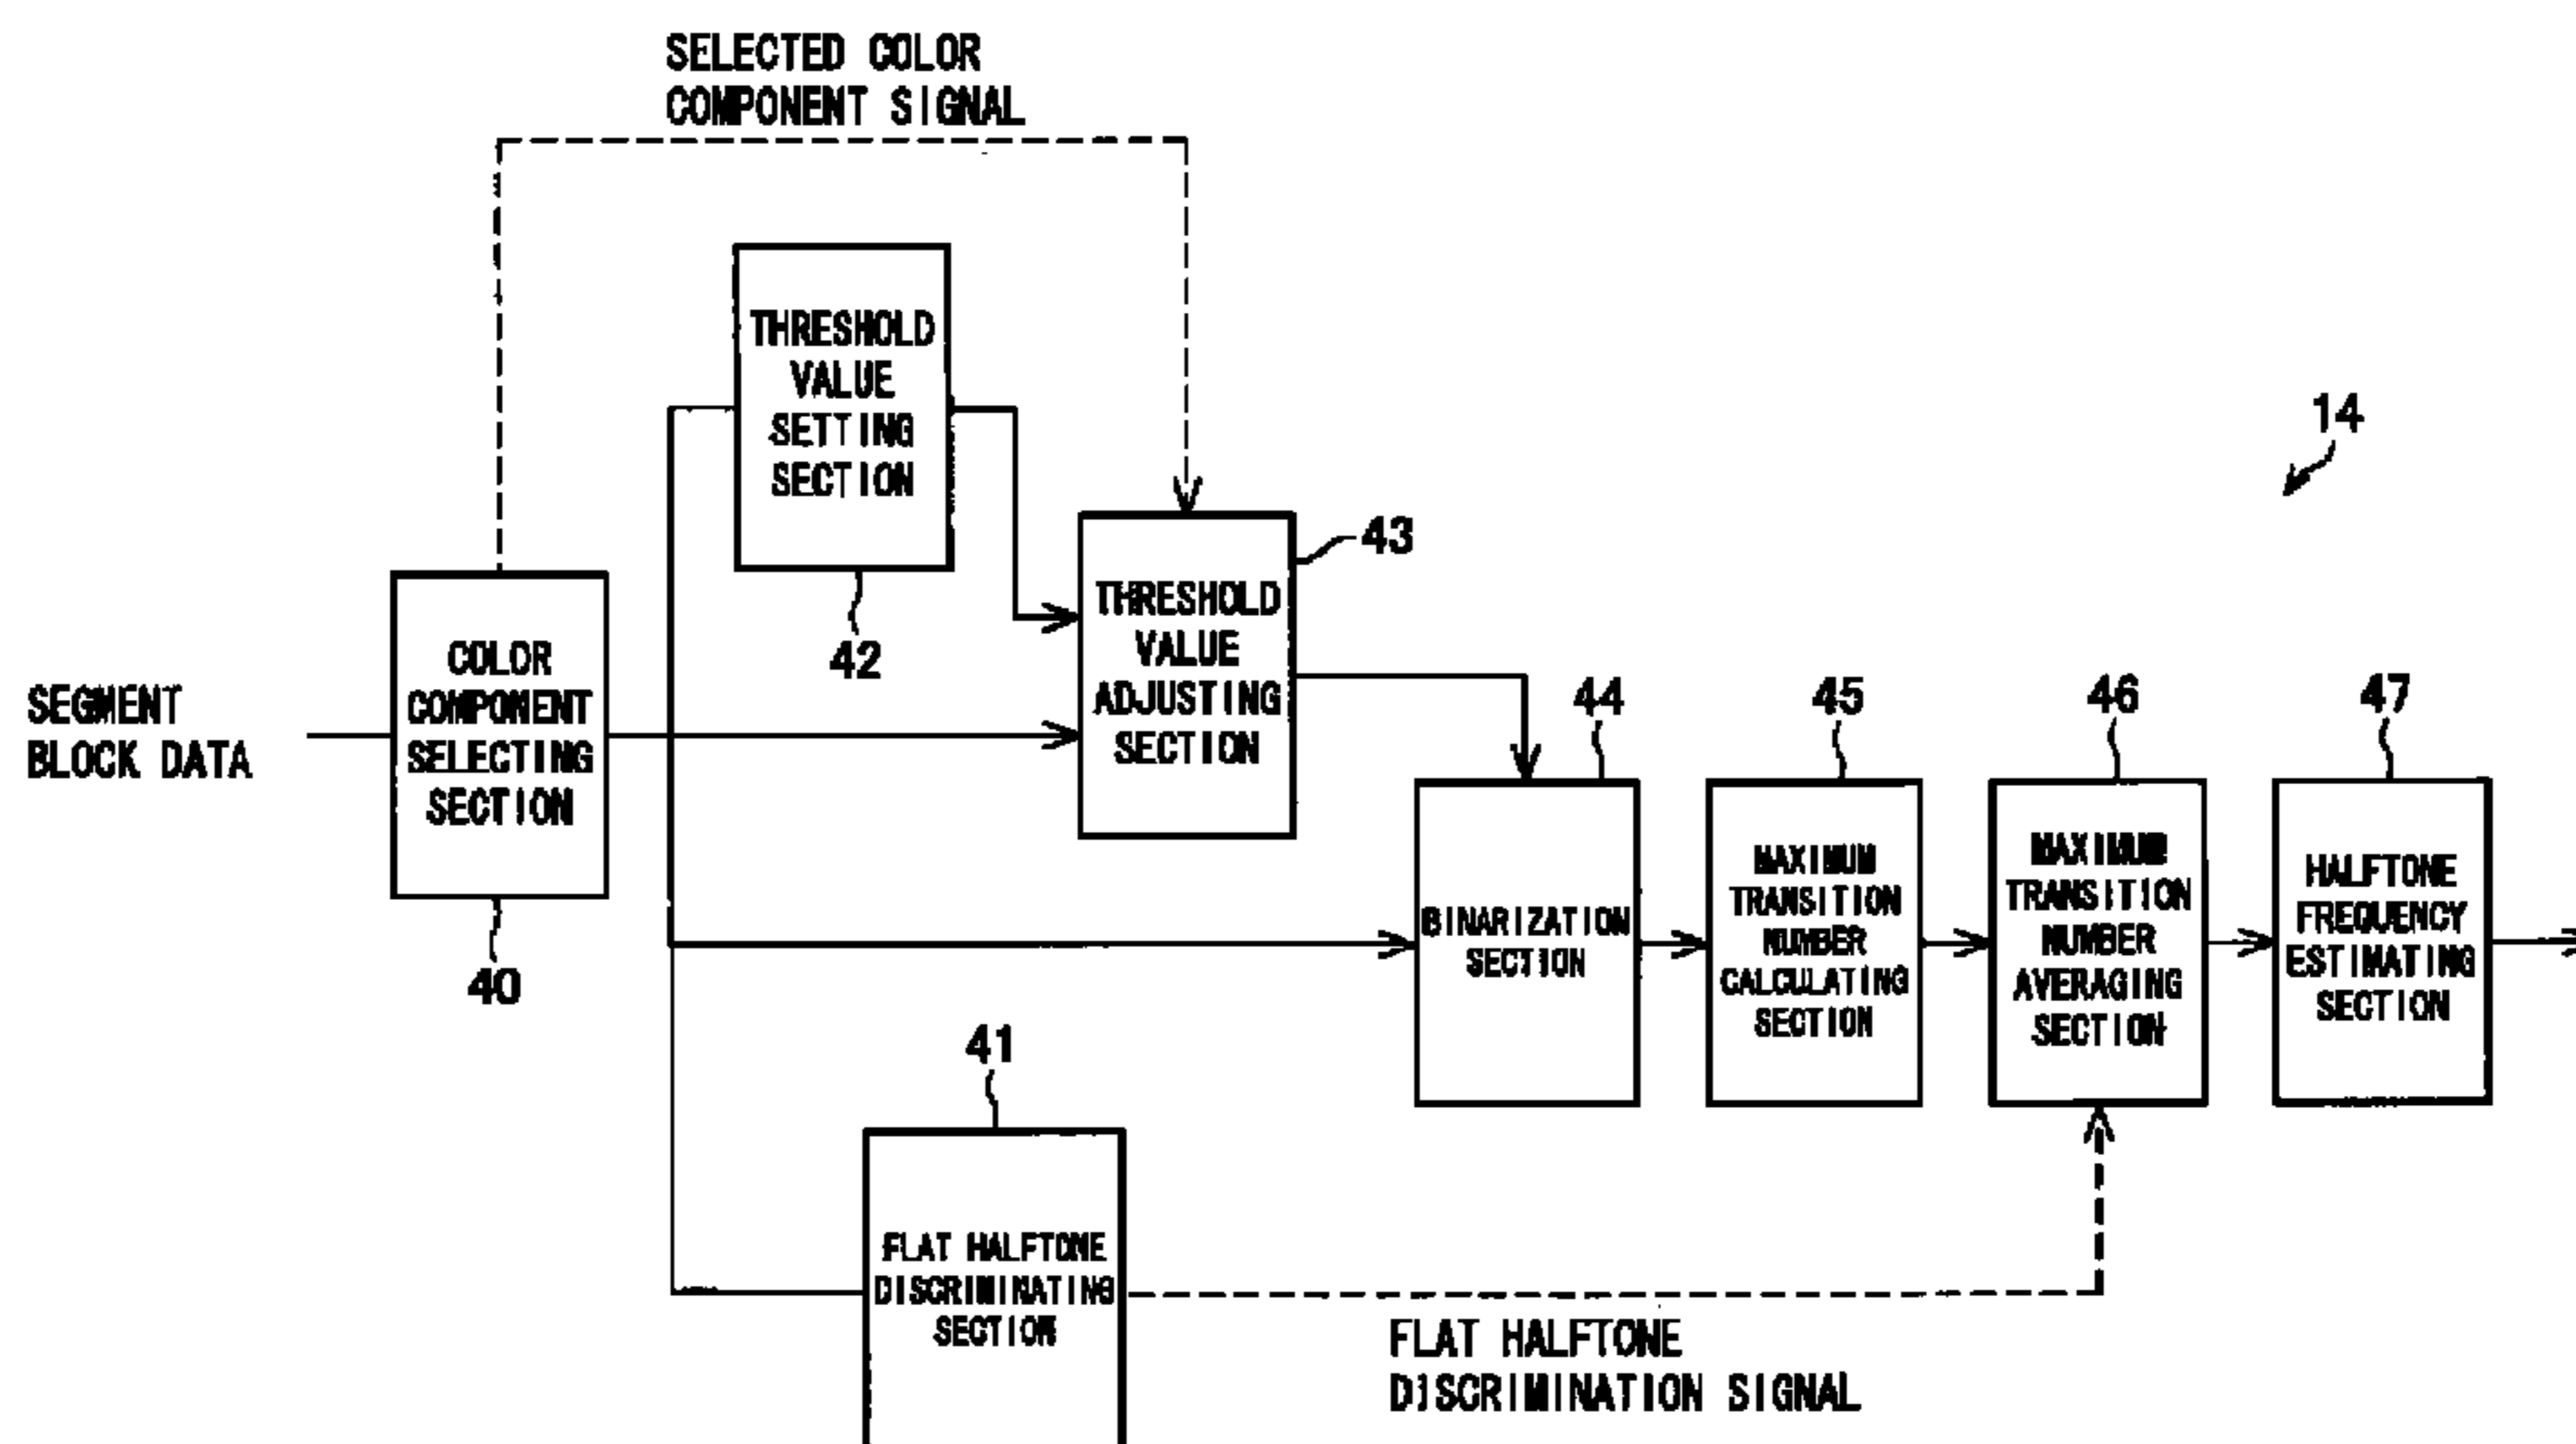 SELECTED COLOR
COMPONENT SIGNAL
THRESHOLD
VALUE
SETTING
SECTION
42
14
43
THRESHOLD
VALUE
ADJUSTING
SECTION
SEGMENT
BLOCK DATA
COLOR
COMPONENT
SELECTING
SECTION
40
44
BINARIZATION
SECTION
45
MAXIMUM
TRANSITION
NUMBER
CALCULATING
SECTION
46
MAXIMUM
TRANSITION
NUMBER
AVERAGING
SECTION
47
HALFTONE
FREQUENCY
ESTIMATING
SECTION
41
FLAT HALFTONE
DISCRIMINATING
SECTION
FLAT HALFTONE
DISCRIMINATION SIGNAL